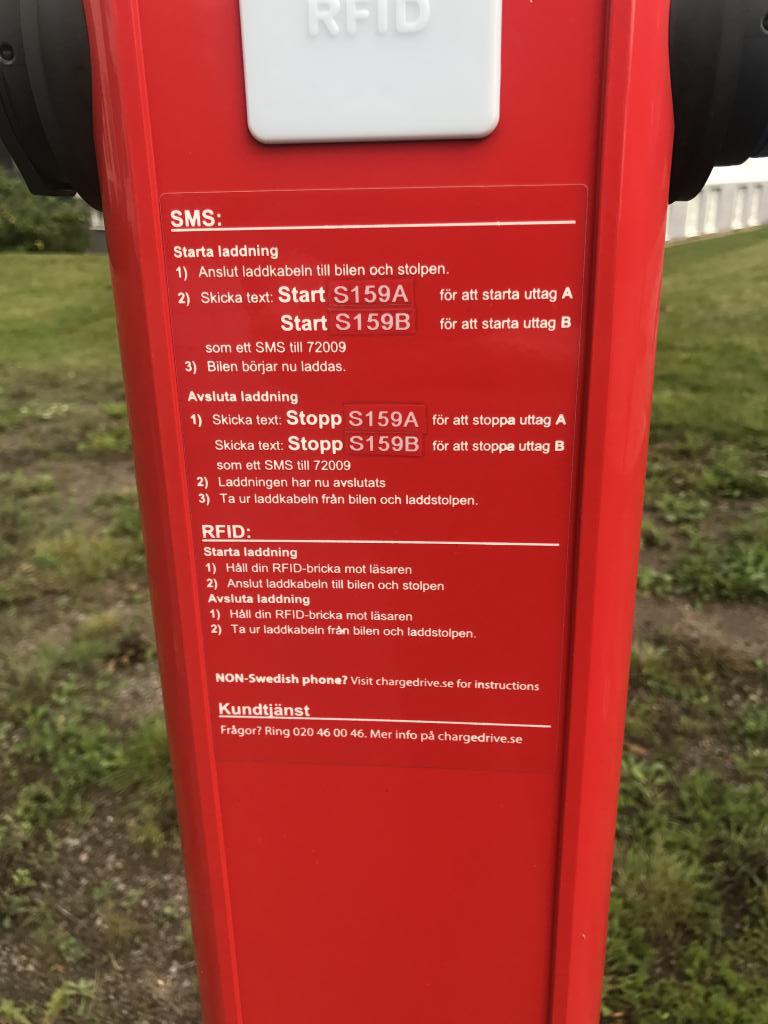 RFID
SMS:
Starta laddning
1) Anslut laddkabeln till bilen och stolpen.
2) Skicka text: Start S159A för att starta uttag A
Start S159B för att starta uttag B
som ett SMS till 72009
3) Bilen börjar nu laddas.
Avsluta laddning
1) Skicka text: Stopp S159A för att stoppa uttag A
Skicka text: Stopp S159B för att stoppa uttag B
som ett SMS till 72009
2) Laddningen har nu avslutats
3) Ta ur laddkabeln från bilen och laddstolpen.
RFID:
Starta laddning
1) Håll din RFID-bricka mot läsaren
2) Anslut laddkabeln till bilen och stolpen
Avsluta laddning
1) Håll din RFID-bricka mot läsaren
2) Ta ur laddkabeln från bilen och laddstolpen.
NON-Swedish phone? Visit chargedrive.se for instructions
Kundtjänst
Frågor? Ring 020 46 00 46. Mer info på chargedrive.se